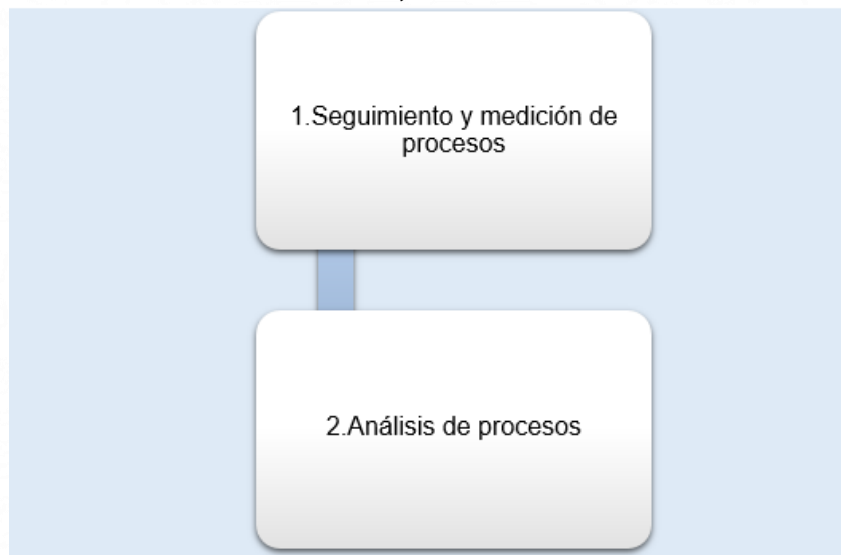 1.Seguimiento y medición de
procesos
2.Análisis de procesos